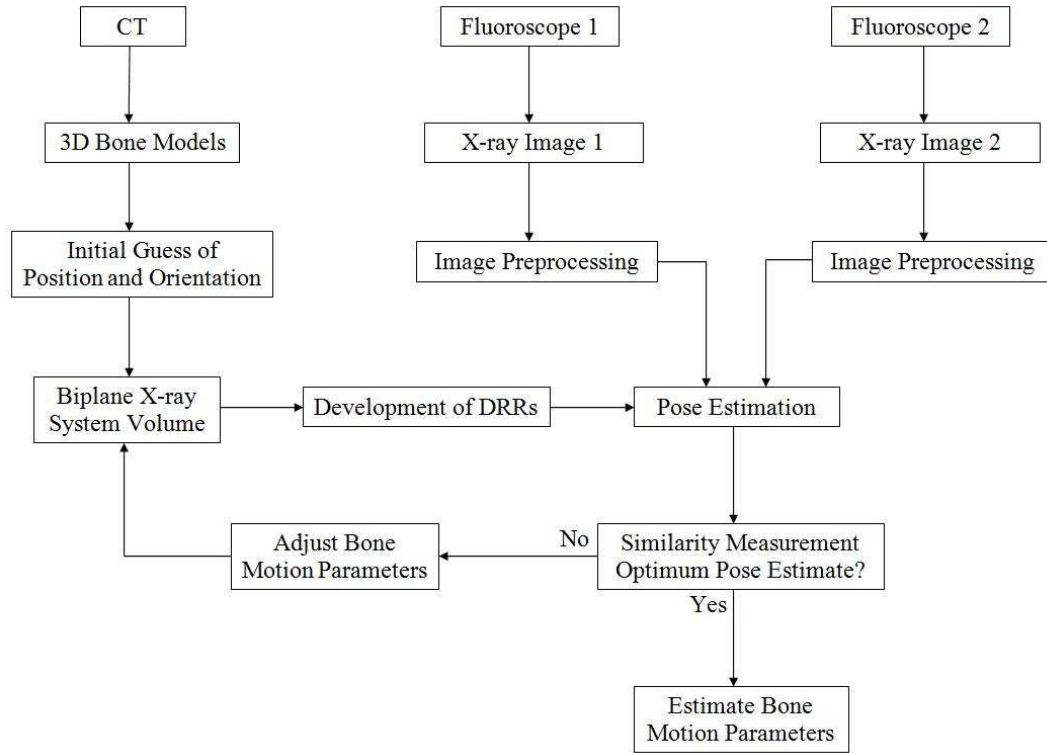 CT
Fluoroscope 1
Fluoroscope 2
3D Bone Models
X-ray Image 1
X-ray Image 2
Initial Guess of
Position and Orientation
Image Preprocessing
Image Preprocessing
Biplane X-ray
System Volume
Development of DRRs
Pose Estimation
Adjust Bone
Motion Parameters
No
Similarity Measurement
Optimum Pose Estimate?
Yes
Estimate Bone
Motion Parameters